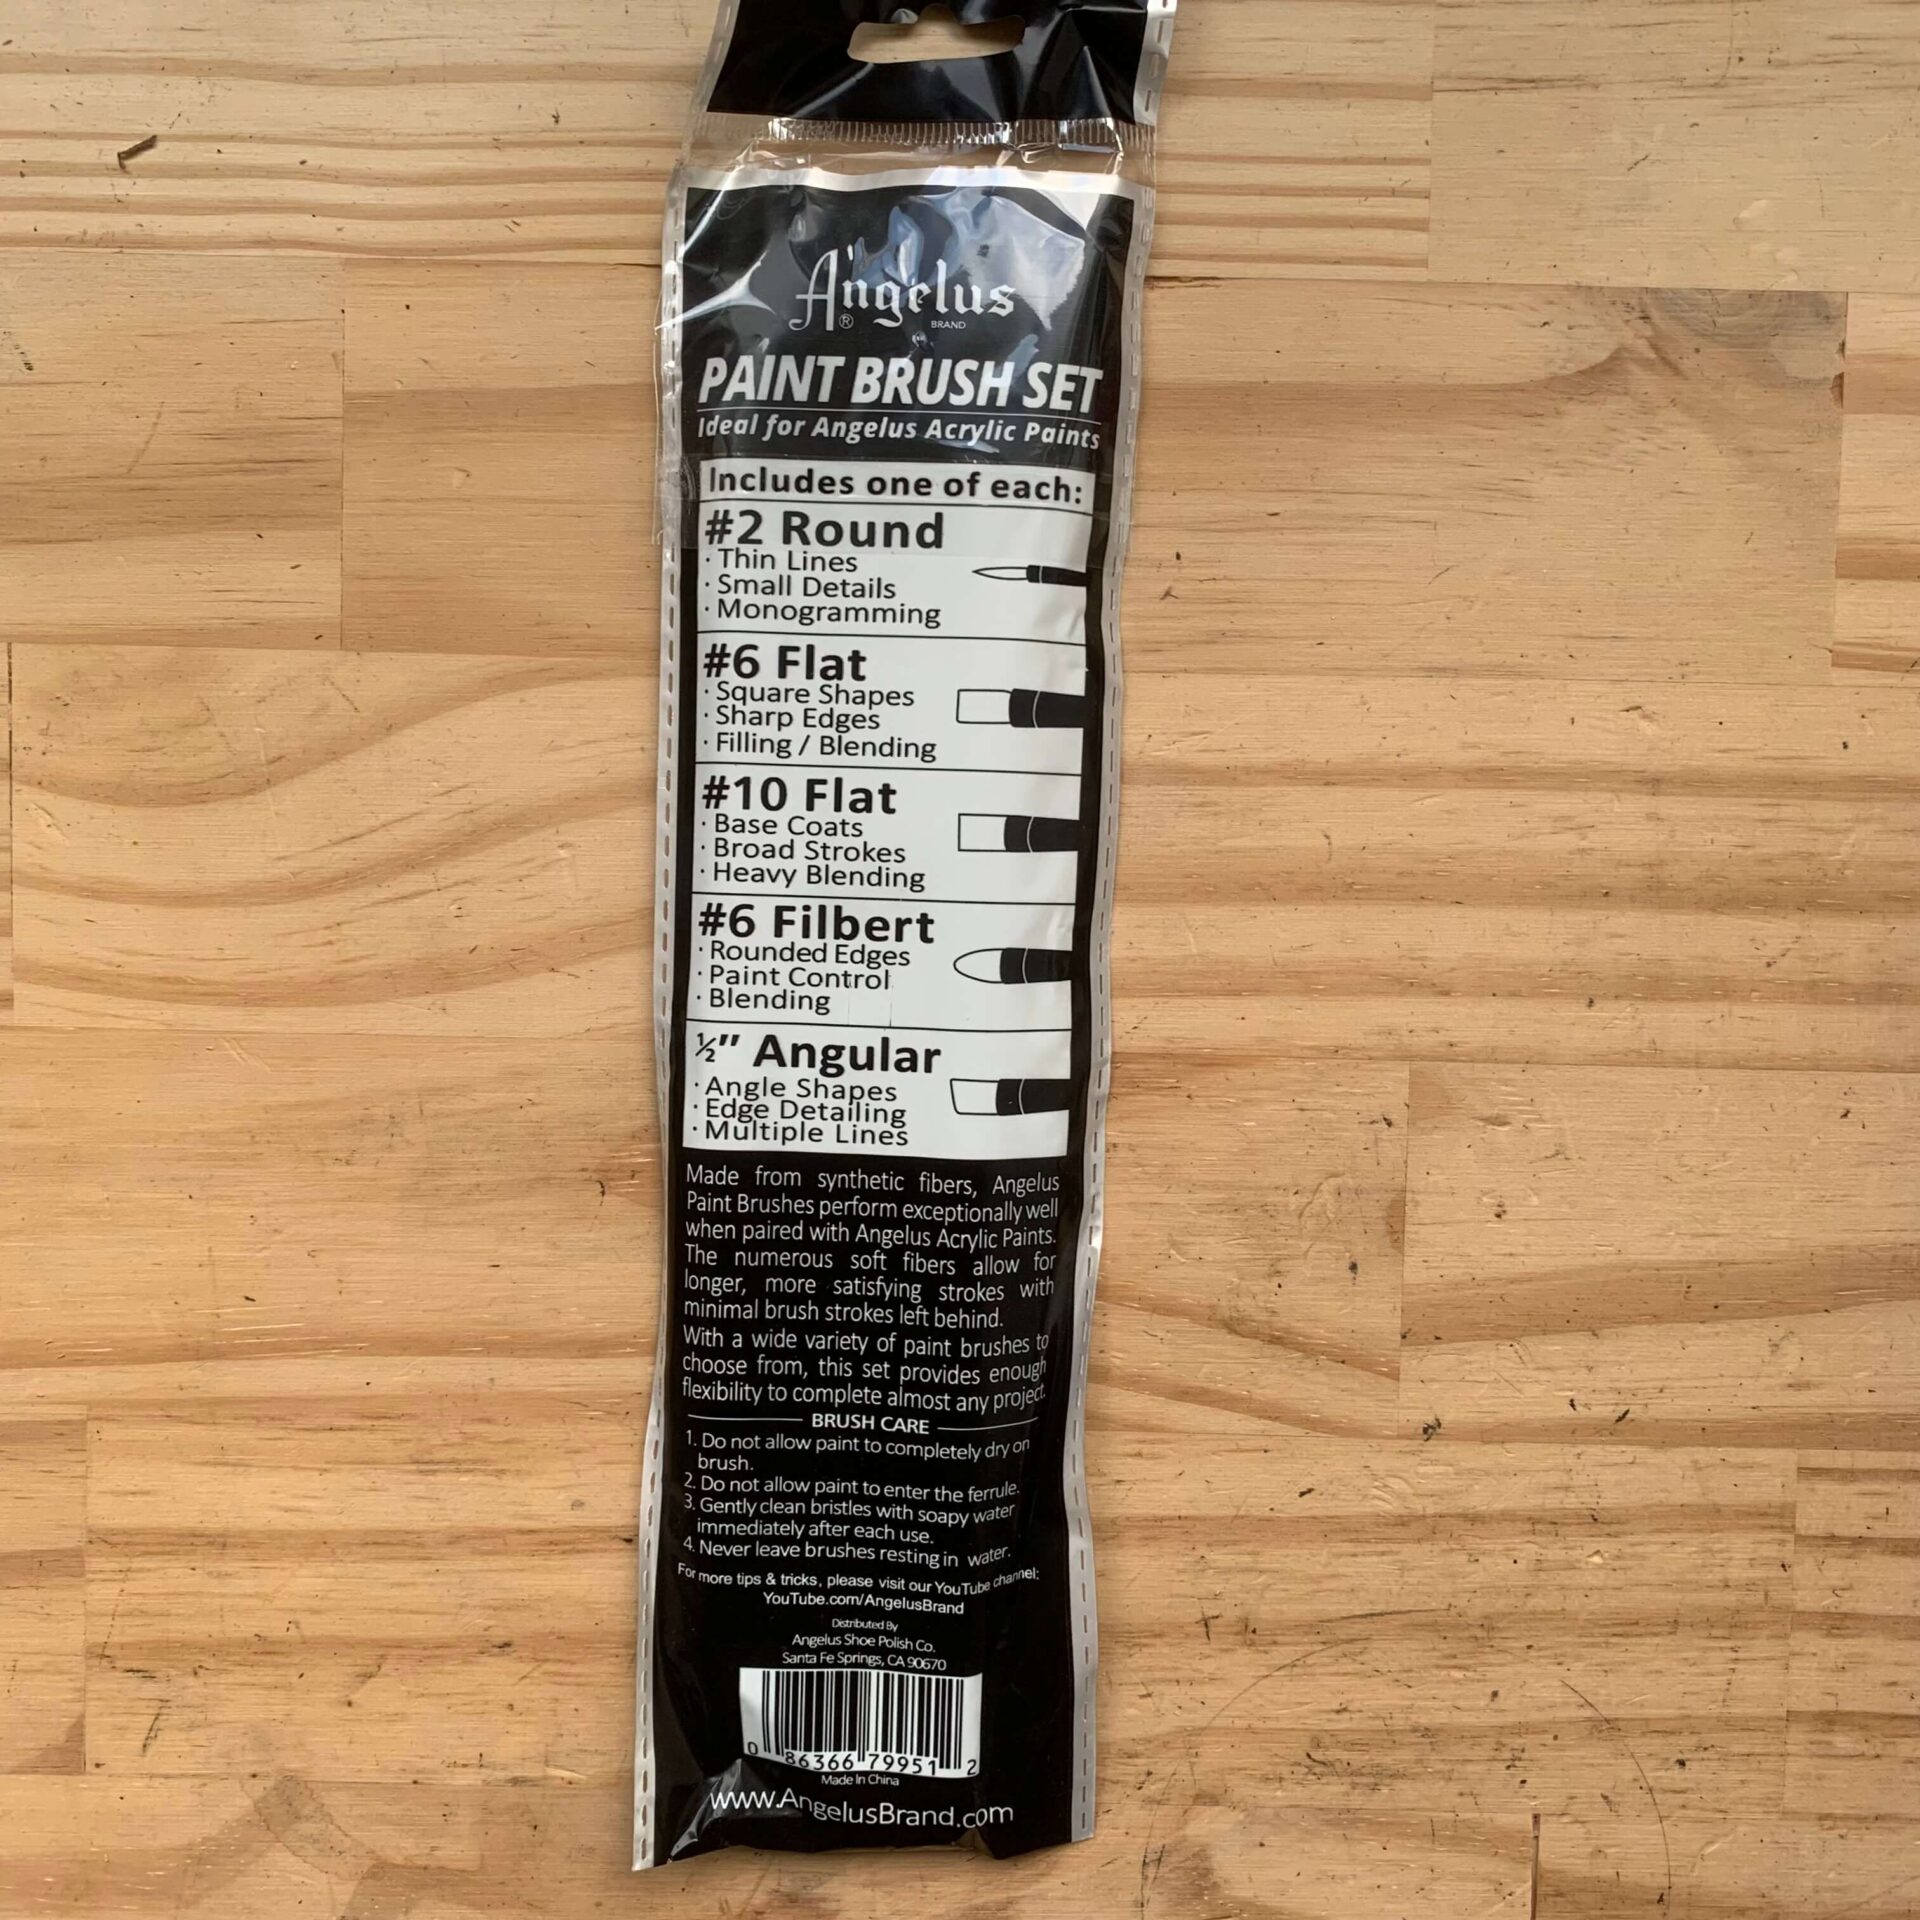 Angelus®
BRAND
PAINT BRUSH SET
Ideal for Angelus Acrylic Paints
Includes one of each:
#2 Round
· Thin Lines
· Small Details
· Monogramming
#6 Flat
· Square Shapes
· Sharp Edges
· Filling / Blending
#10 Flat
· Base Coats
· Broad Strokes
· Heavy Blending
#6 Filbert
· Rounded Edges
· Paint Control
· Blending
½" Angular
· Angle Shapes
· Edge Detailing
· Multiple Lines
Made from synthetic fibers, Angelus
Paint Brushes perform exceptionally well
when paired with Angelus Acrylic Paints.
The numerous soft fibers allow for
longer, more satisfying strokes with
minimal brush strokes left behind.
With a wide variety of paint brushes to
choose from, this set provides enough
flexibility to complete almost any project.
BRUSH CARE
1. Do not allow paint to completely dry on
brush.
2. Do not allow paint to enter the ferrule.
3. Gently clean bristles with soapy water
immediately after each use.
4. Never leave brushes resting in water.
For more tips & tricks, please visit our YouTube channel:
YouTube.com/AngelusBrand
Distributed By
Angelus Shoe Polish Co.
Santa Fe Springs, CA 90670
0 86366 79951 2
Made In China
www.AngelusBrand.com